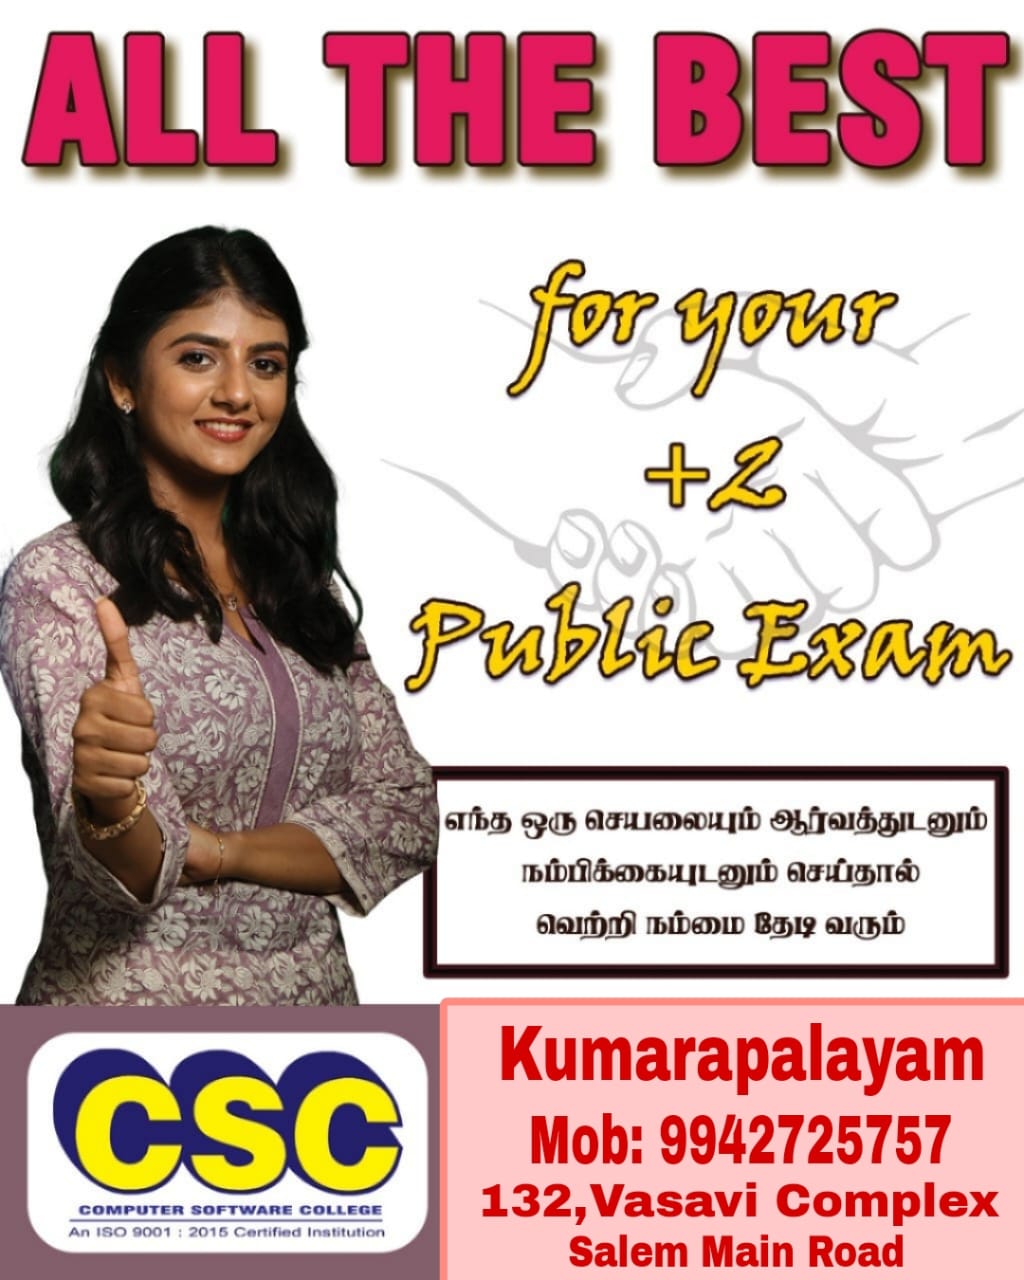 ALL THE BEST
for your
+2
Public Exam
எந்த ஒரு செயலையும் ஆர்வத்துடனும்
நம்பிக்கையுடனும் செய்தால்
வெற்றி நம்மை தேடி வரும்
CSC
COMPUTER SOFTWARE COLLEGE
An ISO 9001 : 2015 Certified Institution
Kumarapalayam
Mob: 9942725757
132,Vasavi Complex
Salem Main Road